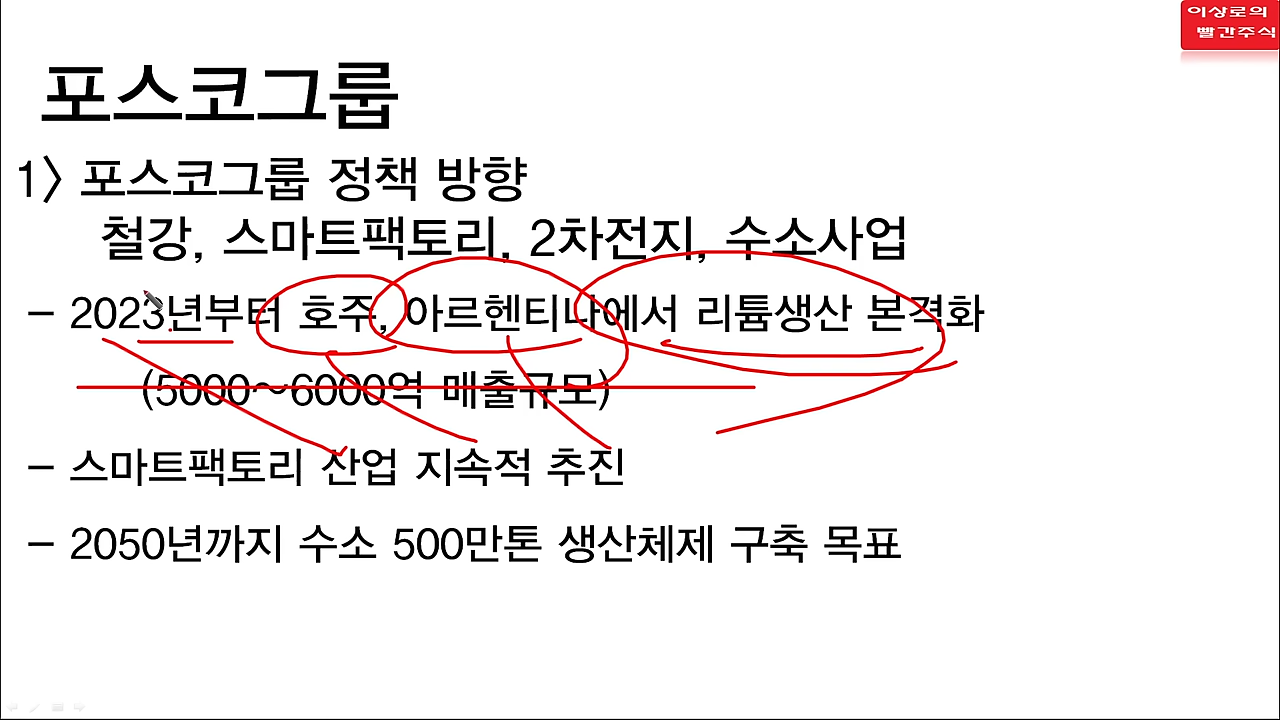 이상로의
빨간주식
포스코그룹
1> 포스코그룹 정책 방향
철강, 스마트팩토리, 2차전지, 수소사업
- 2023년부터 호주, 아르헨티나에서 리튬생산 본격화
(5000~6000억 매출규모)
- 스마트팩토리 산업 지속적 추진
- 2050년까지 수소 500만톤 생산체제 구축 목표